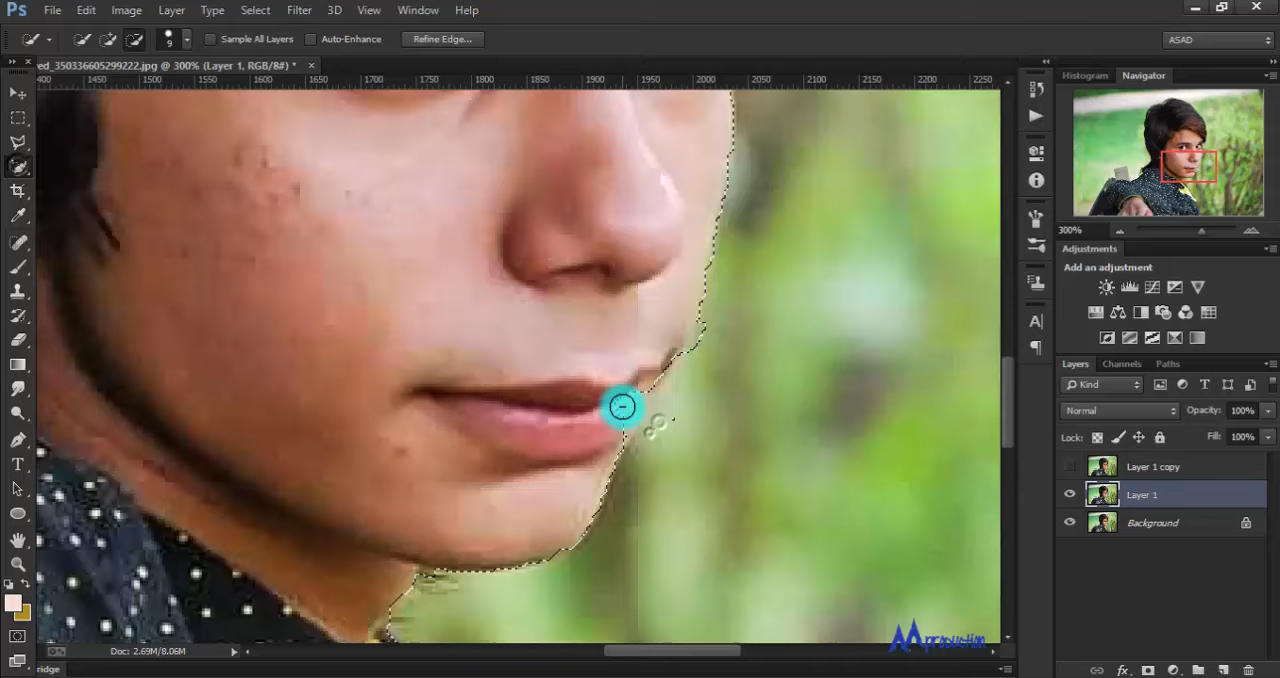 Ps File Edit Image Layer Type Select Filter 3D View Window Help
9 Sample All Layers Auto-Enhance Refine Edge... ASAD
ed_350336605299222.jpg @ 300% (Layer 1, RGB/8#) * ×
400 1450 1500 1550 1600 1650 1700 1750 1800 1850 1900 1950 2000 2050 2100 2150 2200 2250
Histogram Navigator
300%
Adjustments
Add an adjustment
Layers Channels Paths
Kind
Normal Opacity: 100%
Lock: Fill: 100%
Layer 1 copy
Layer 1
Background
AA production
Doc: 2.69M/8.06M
ridge